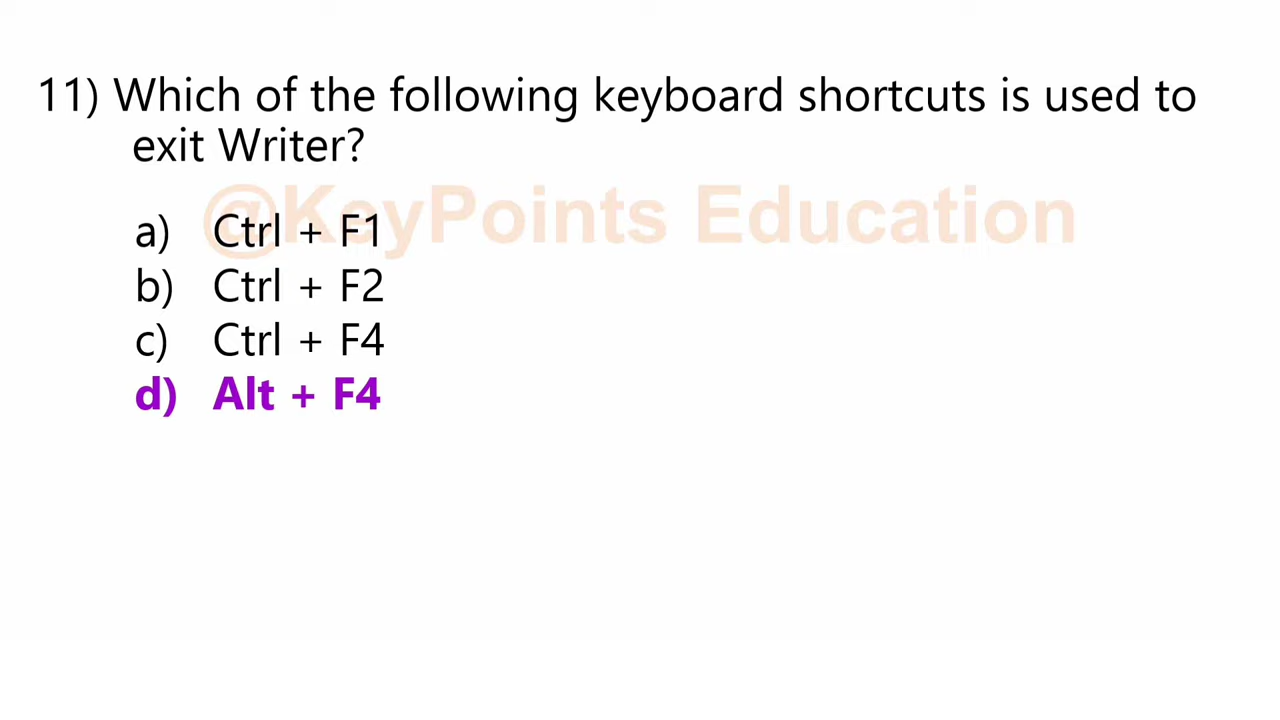 11) Which of the following keyboard shortcuts is used to
exit Writer?
@KeyPoints Education
a) Ctrl + F1
b) Ctrl + F2
c) Ctrl + F4
d) Alt + F4